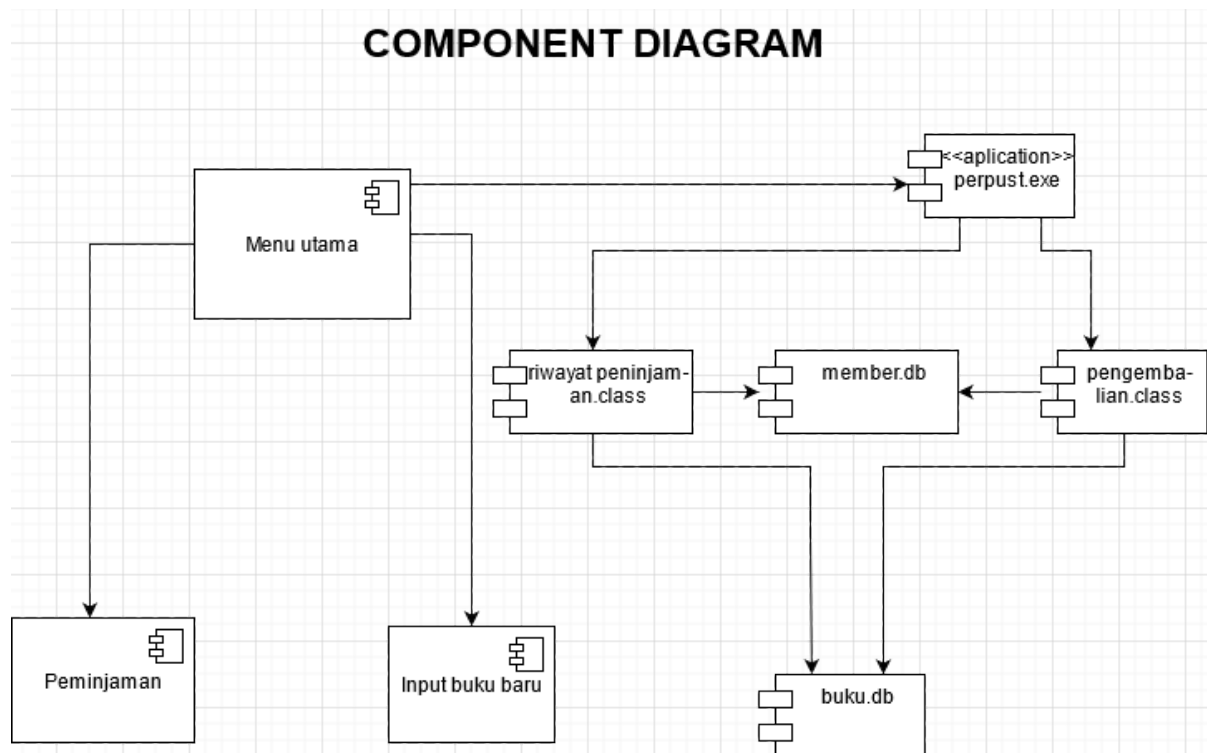 COMPONENT DIAGRAM
<<aplication>>
perpust.exe
Menu utama
riwayat peninjam-
an.class
member.db
pengemba-
lian.class
Peminjaman
Input buku baru
buku.db